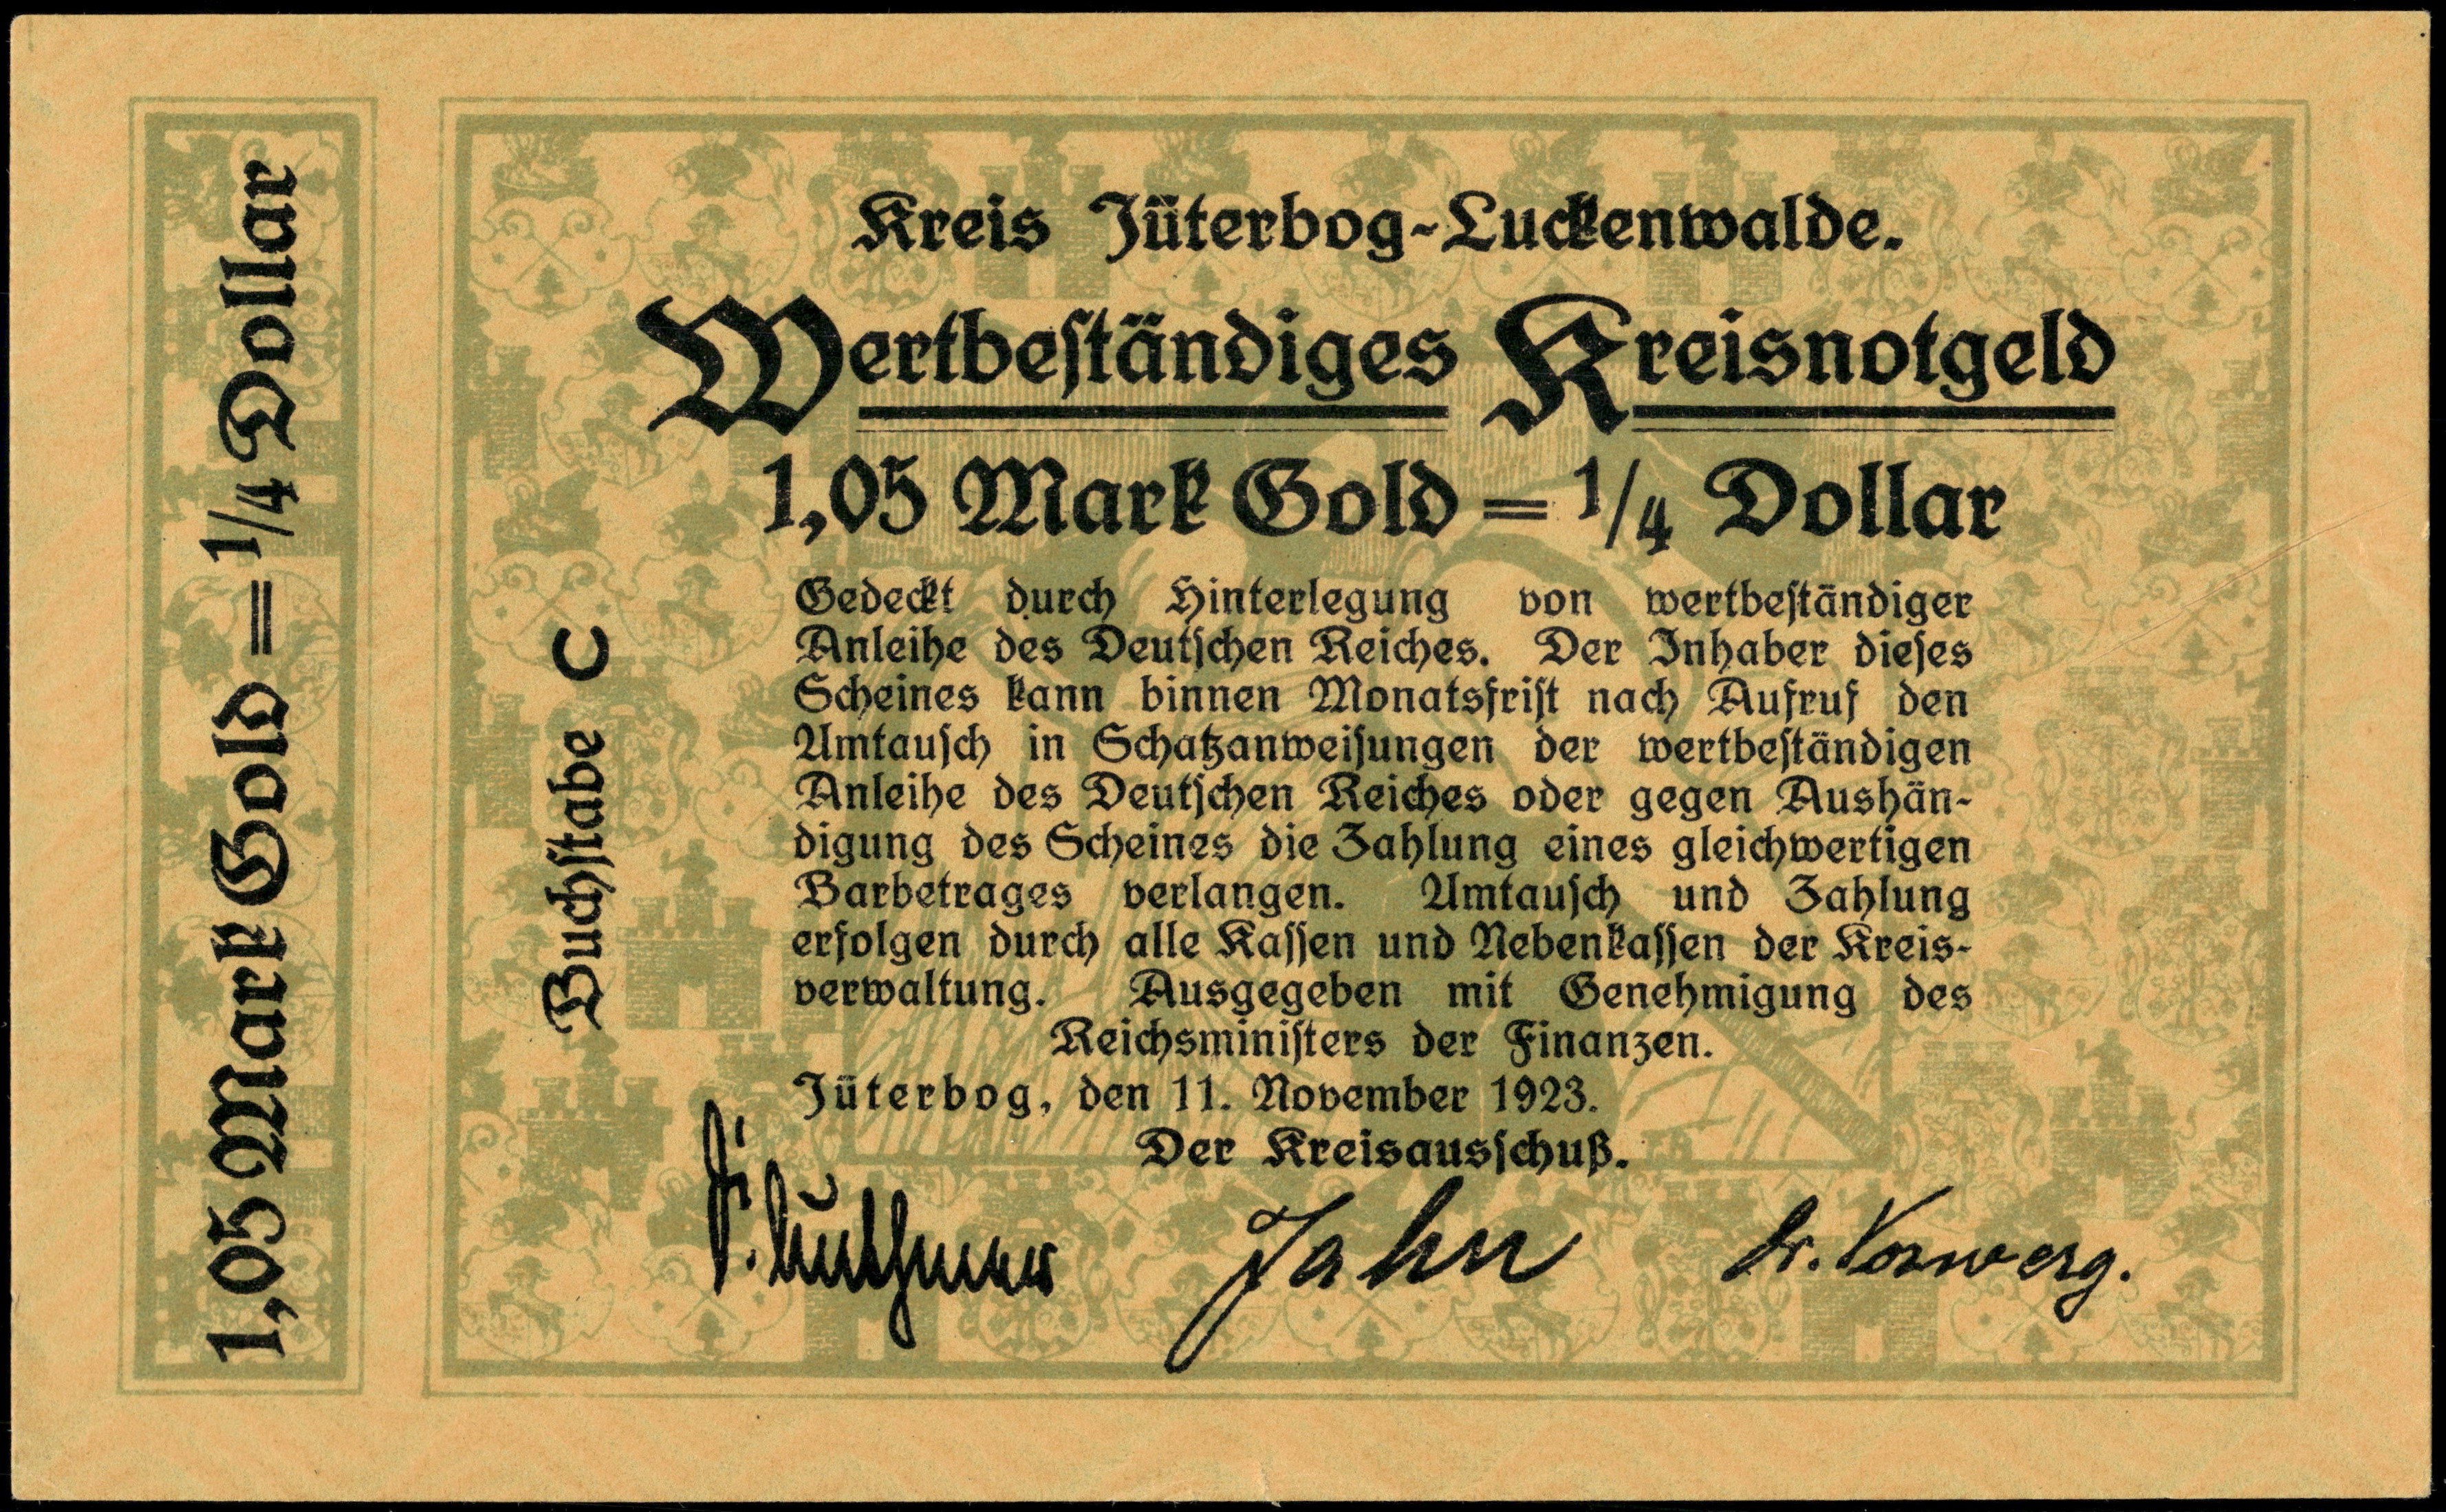 1,05 Mark Gold = 1/4 Dollar
Kreis Jüterbog-Luckenwalde.
Wertbeſtändiges Kreisnotgeld
1,05 Mark Gold = 1/4 Dollar
Buchſtabe C
Gedeckt durch Hinterlegung von wertbeſtändiger
Anleihe des Deutſchen Reiches. Der Inhaber dieſes
Scheines kann binnen Monatsfriſt nach Aufruf den
Umtauſch in Schatzanweiſungen der wertbeſtändigen
Anleihe des Deutſchen Reiches oder gegen Aushän-
digung des Scheines die Zahlung eines gleichwertigen
Barbetrages verlangen. Umtauſch und Zahlung
erfolgen durch alle Kaſſen und Nebenkaſſen der Kreis-
verwaltung. Ausgegeben mit Genehmigung des
Reichsminiſters der Finanzen.
Jüterbog, den 11. November 1923.
Der Kreisausſchuß.
Jahn Dr. Vorwerg.